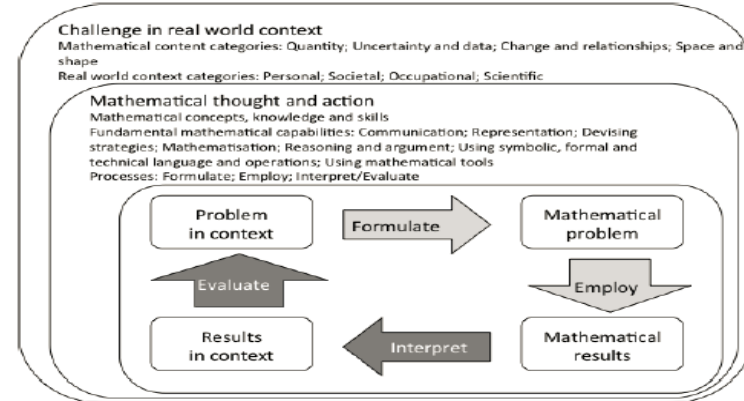 Challenge in real world context
Mathematical content categories: Quantity; Uncertainty and data; Change and relationships; Space and
shape
Real world context categories: Personal; Societal; Occupational; Scientific
Mathematical thought and action
Mathematical concepts, knowledge and skills
Fundamental mathematical capabilities: Communication; Representation; Devising
strategies; Mathematisation; Reasoning and argument; Using symbolic, formal and
technical language and operations; Using mathematical tools
Processes: Formulate; Employ; Interpret/Evaluate
Problem
in context
Formulate
Mathematical
problem
Evaluate
Employ
Results
in context
Interpret
Mathematical
results